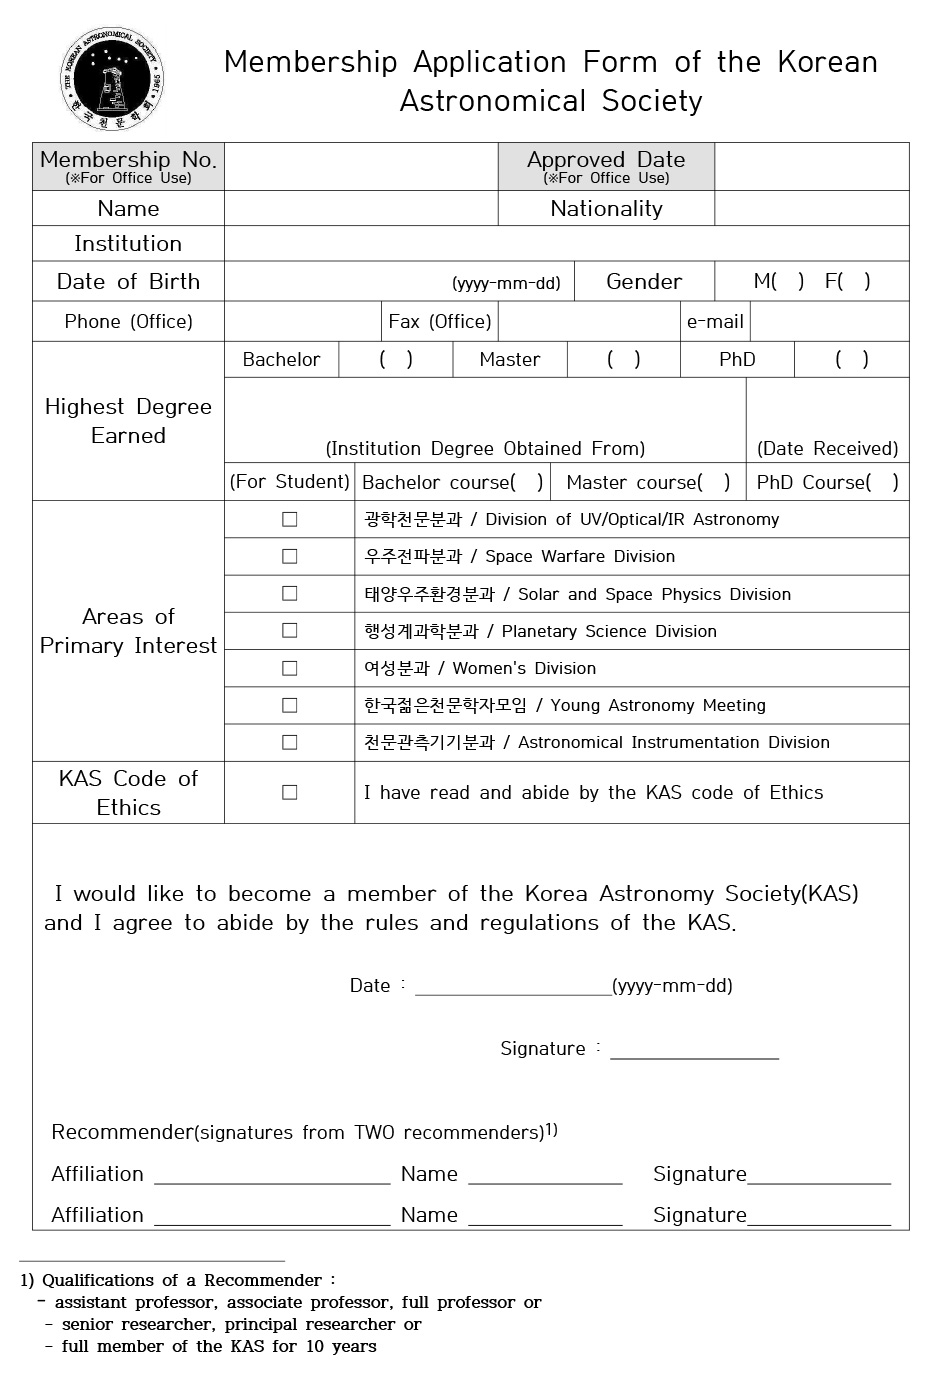 THE KOREAN ASTRONOMICAL SOCIETY • 1965 •
한국천문학회
Membership Application Form of the Korean
Astronomical Society
Membership No. Approved Date
(※For Office Use) (※For Office Use)
Name Nationality
Institution
Date of Birth (yyyy-mm-dd) Gender M( ) F( )
Phone (Office) Fax (Office) e-mail
Highest Degree
Earned
Bachelor ( ) Master ( ) PhD ( )
(Institution Degree Obtained From) (Date Received)
(For Student) Bachelor course( ) Master course( ) PhD Course( )
Areas of
Primary Interest
□ 광학천문분과 / Division of UV/Optical/IR Astronomy
□ 우주전파분과 / Space Warfare Division
□ 태양우주환경분과 / Solar and Space Physics Division
□ 행성계과학분과 / Planetary Science Division
□ 여성분과 / Women's Division
□ 한국젊은천문학자모임 / Young Astronomy Meeting
□ 천문관측기기분과 / Astronomical Instrumentation Division
KAS Code of
Ethics
□ I have read and abide by the KAS code of Ethics
I would like to become a member of the Korea Astronomy Society(KAS)
and I agree to abide by the rules and regulations of the KAS.
Date : (yyyy-mm-dd)
Signature :
Recommender(signatures from TWO recommenders)1)
Affiliation Name Signature
Affiliation Name Signature
1) Qualifications of a Recommender :
- assistant professor, associate professor, full professor or
- senior researcher, principal researcher or
- full member of the KAS for 10 years